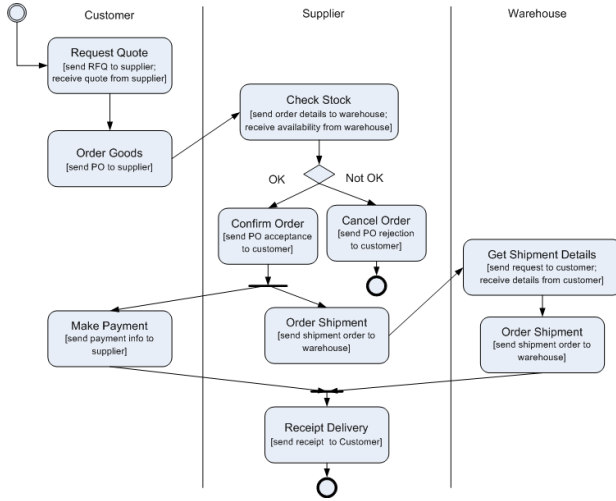 Customer
Supplier
Warehouse
Request Quote
[send RFQ to supplier;
receive quote from supplier]
Check Stock
[send order details to warehouse;
receive availability from warehouse]
Order Goods
[send PO to supplier]
OK
Not OK
Confirm Order
[send PO acceptance
to customer]
Cancel Order
[send PO rejection
to customer]
Get Shipment Details
[send request to customer;
receive details from customer]
Make Payment
[send payment info to
supplier]
Order Shipment
[send shipment order to
warehouse]
Order Shipment
[send shipment order to
warehouse]
Receipt Delivery
[send receipt to Customer]